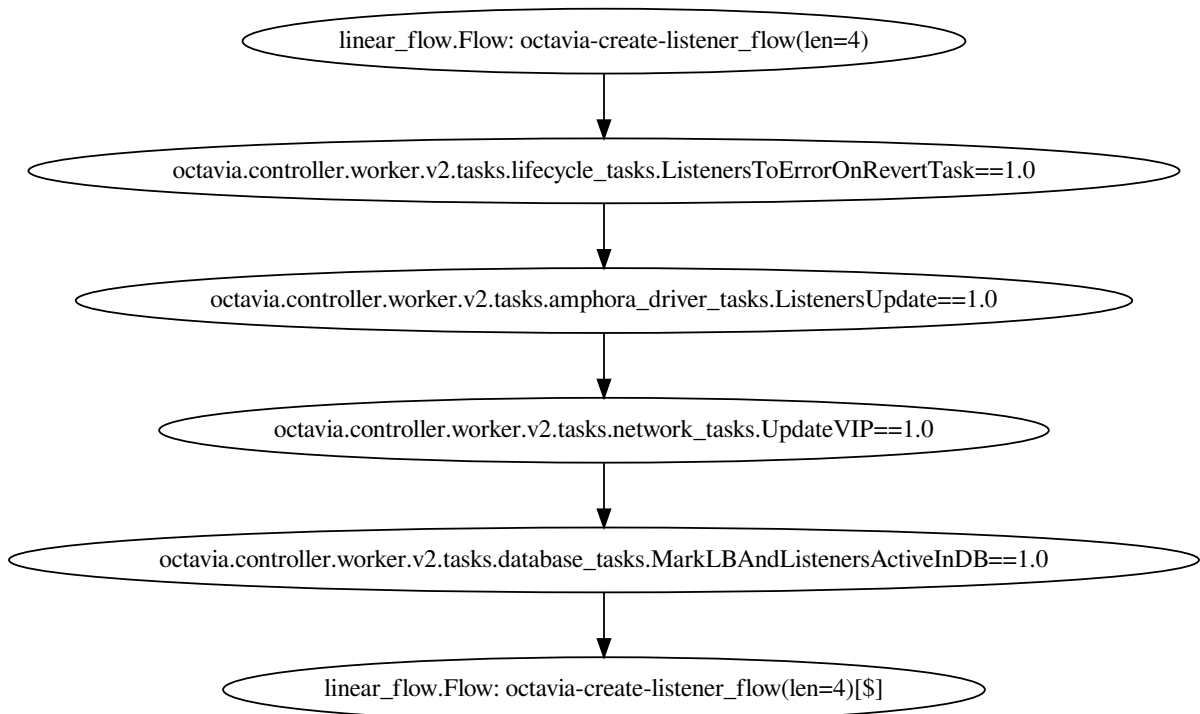 linear_flow.Flow: octavia-create-listener_flow(len=4)
octavia.controller.worker.v2.tasks.lifecycle_tasks.ListenersToErrorOnRevertTask==1.0
octavia.controller.worker.v2.tasks.amphora_driver_tasks.ListenersUpdate==1.0
octavia.controller.worker.v2.tasks.network_tasks.UpdateVIP==1.0
octavia.controller.worker.v2.tasks.database_tasks.MarkLBAndListenersActiveInDB==1.0
linear_flow.Flow: octavia-create-listener_flow(len=4)[$]